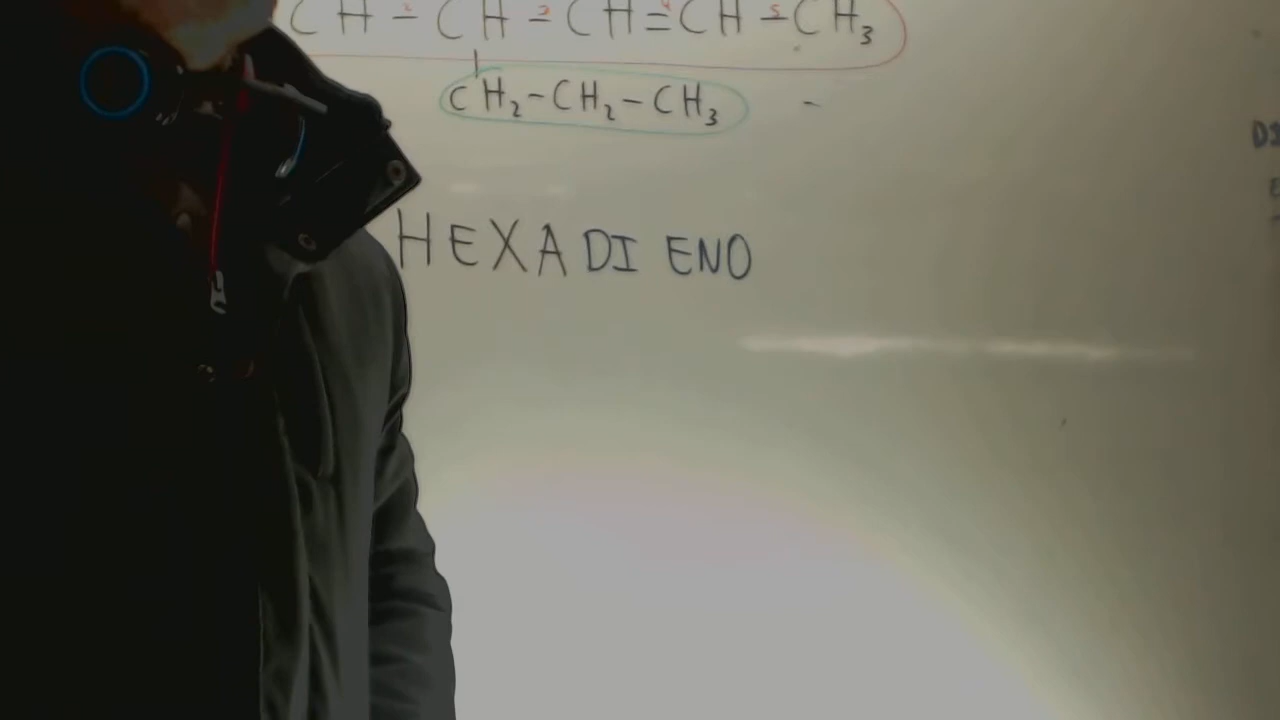 CH - CH - CH = CH - CH₃
CH₂-CH₂-CH₃
HEXADIENO